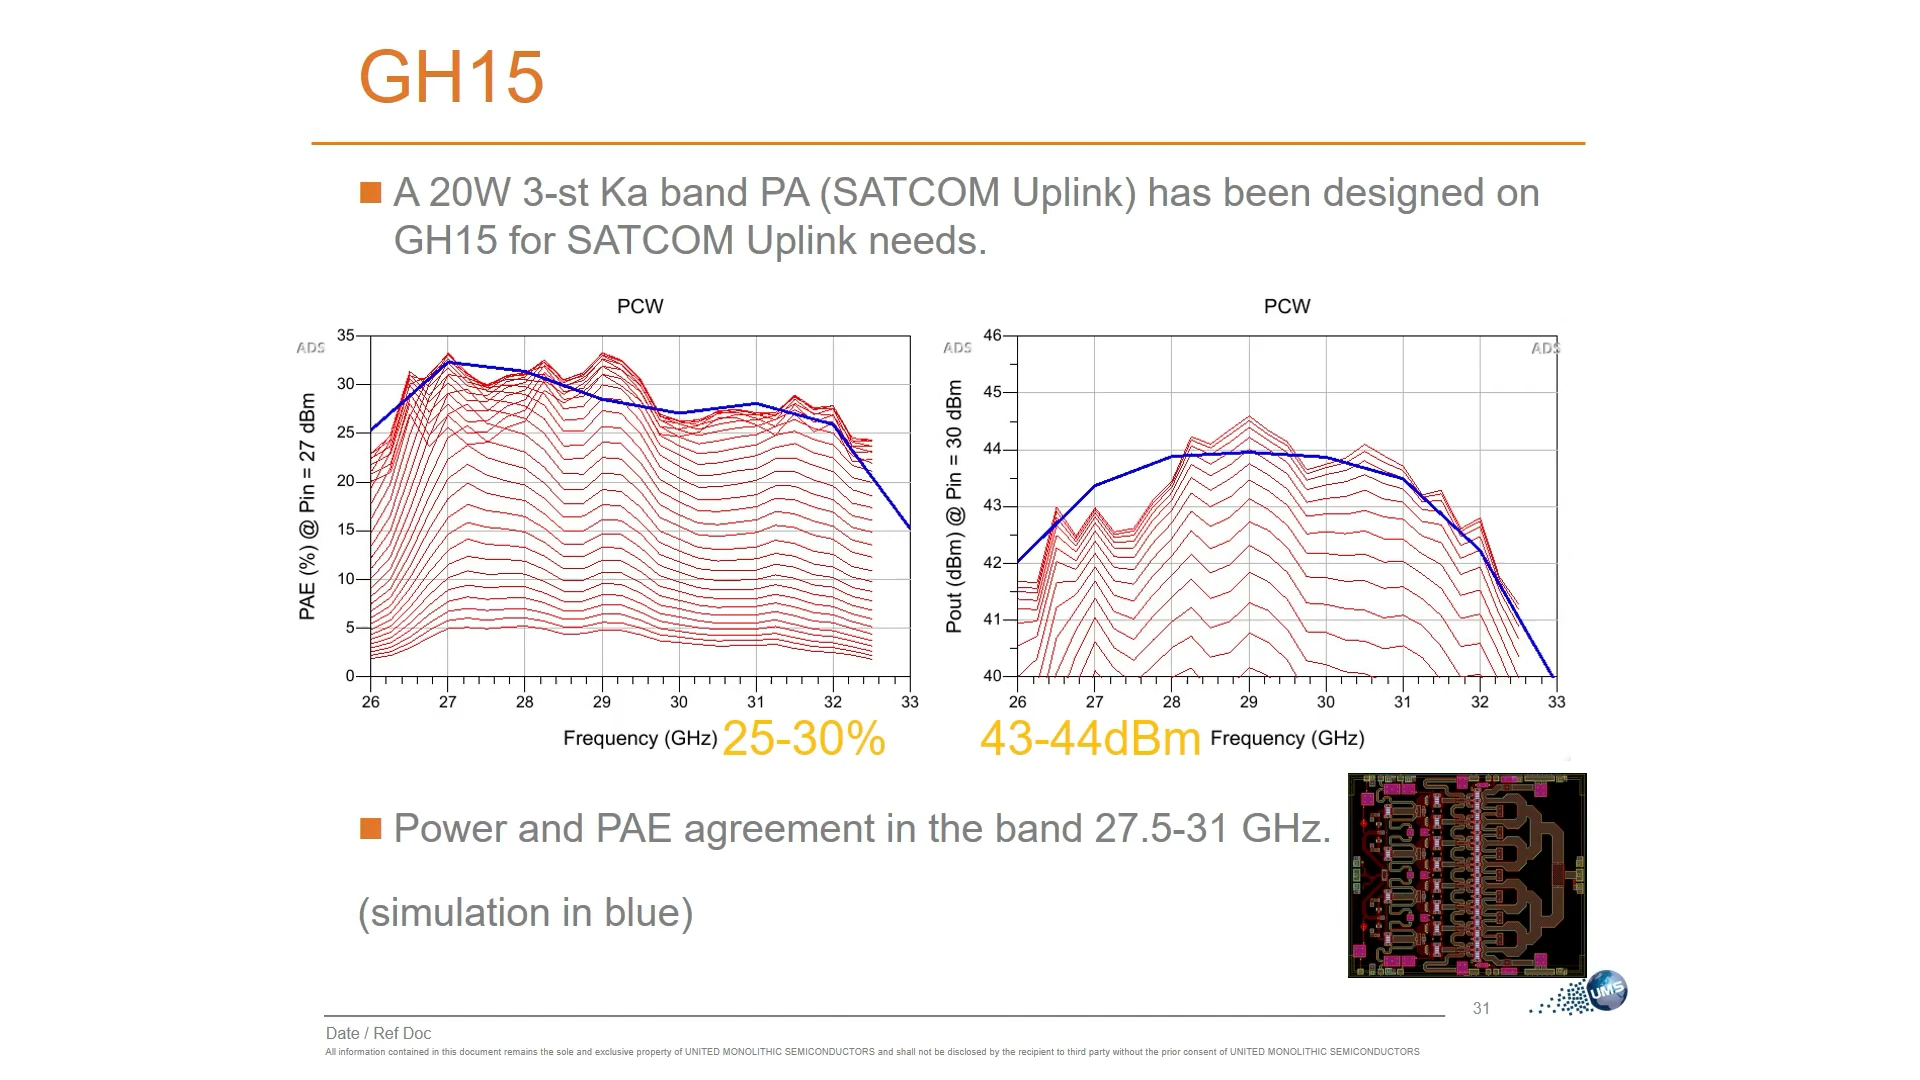 GH15
A 20W 3-st Ka band PA (SATCOM Uplink) has been designed on
GH15 for SATCOM Uplink needs.
PCW
ADS
PAE (%) @ Pin = 27 dBm
35
30
25
20
15
10
5
0
26 27 28 29 30 31 32 33
Frequency (GHz)
25-30%
PCW
ADS
ADS
Pout (dBm) @ Pin = 30 dBm
46
45
44
43
42
41
40
26 27 28 29 30 31 32 33
43-44dBm
Frequency (GHz)
Power and PAE agreement in the band 27.5-31 GHz.
(simulation in blue)
UMS
31
Date / Ref Doc
All information contained in this document remains the sole and exclusive property of UNITED MONOLITHIC SEMICONDUCTORS and shall not be disclosed by the recipient to third party without the prior consent of UNITED MONOLITHIC SEMICONDUCTORS